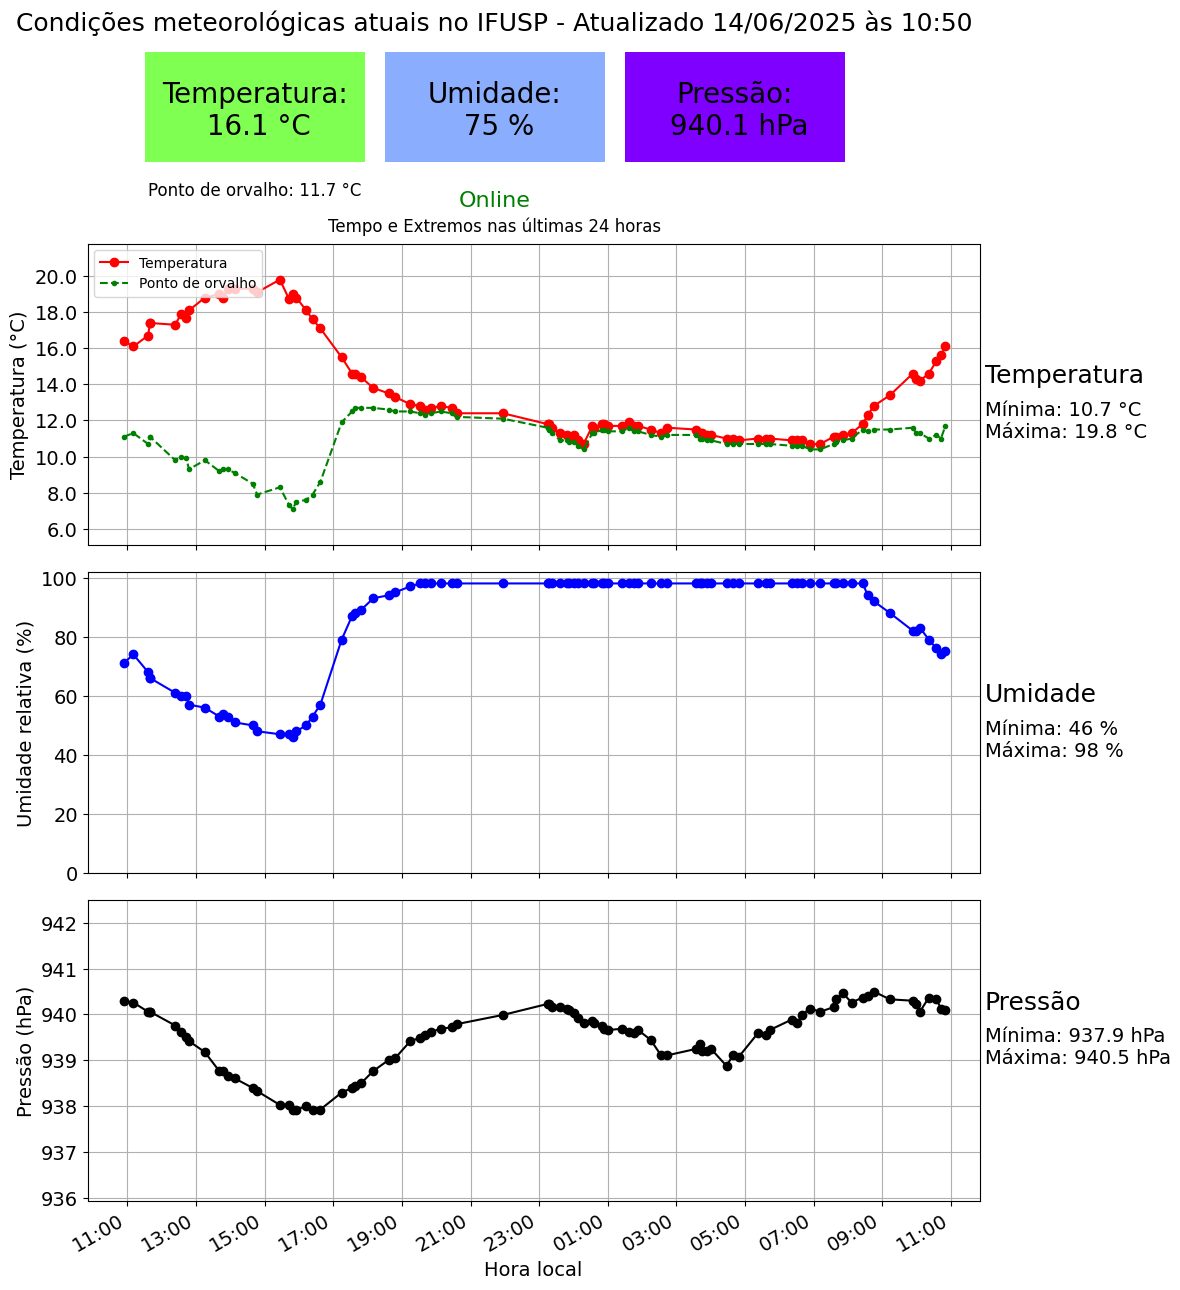 Condições meteorológicas atuais no IFUSP - Atualizado 14/06/2025 às 10:50
Temperatura:
16.1 °C
Umidade:
75 %
Pressão:
940.1 hPa
Ponto de orvalho: 11.7 °C
Online
Tempo e Extremos nas últimas 24 horas
Temperatura
Ponto de orvalho
Temperatura (°C)
20.0
18.0
16.0
14.0
12.0
10.0
8.0
6.0
Temperatura
Mínima: 10.7 °C
Máxima: 19.8 °C
Umidade relativa (%)
100
80
60
40
20
0
Umidade
Mínima: 46 %
Máxima: 98 %
Pressão (hPa)
942
941
940
939
938
937
936
Pressão
Mínima: 937.9 hPa
Máxima: 940.5 hPa
11:00
13:00
15:00
17:00
19:00
21:00
23:00
01:00
03:00
05:00
07:00
09:00
11:00
Hora local